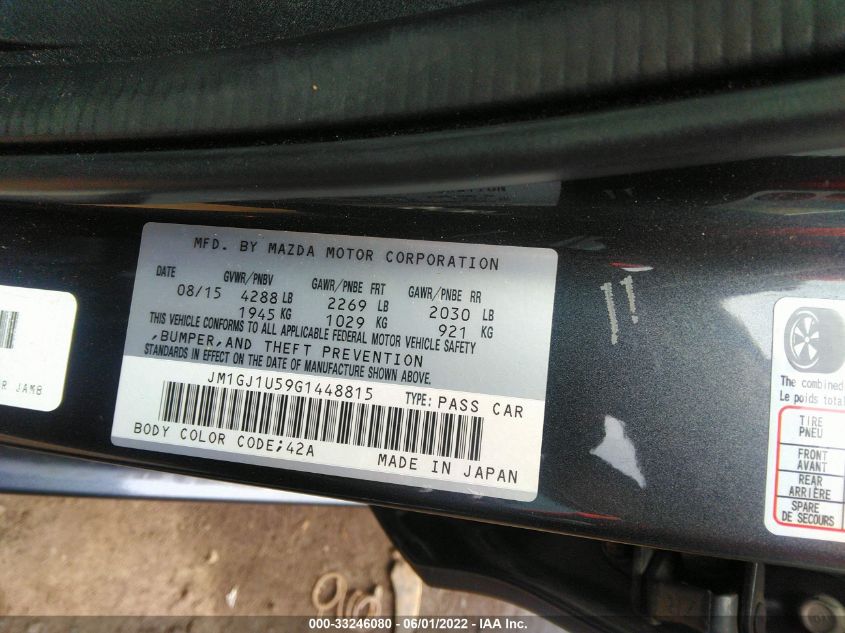 MFD. BY MAZDA MOTOR CORPORATION
DATE GVWR/PNBV GAWR/PNBE FRT GAWR/PNBE RR
08/15 4288 LB 2269 LB 2030 LB
1945 KG 1029 KG 921 KG
THIS VEHICLE CONFORMS TO ALL APPLICABLE FEDERAL MOTOR VEHICLE SAFETY
,BUMPER,AND THEFT PREVENTION
STANDARDS IN EFFECT ON THE DATE OF MANUFACTURE SHOWN ABOVE.
JM1GJ1U59G1448815 TYPE: PASS CAR
BODY COLOR CODE;42A
MADE IN JAPAN
JAMB
The combined
Le poids total
TIRE
PNEU
FRONT
AVANT
REAR
ARRIÈRE
SPARE
DE SECOURS
11
000-33246080 - 06/01/2022 - IAA Inc.